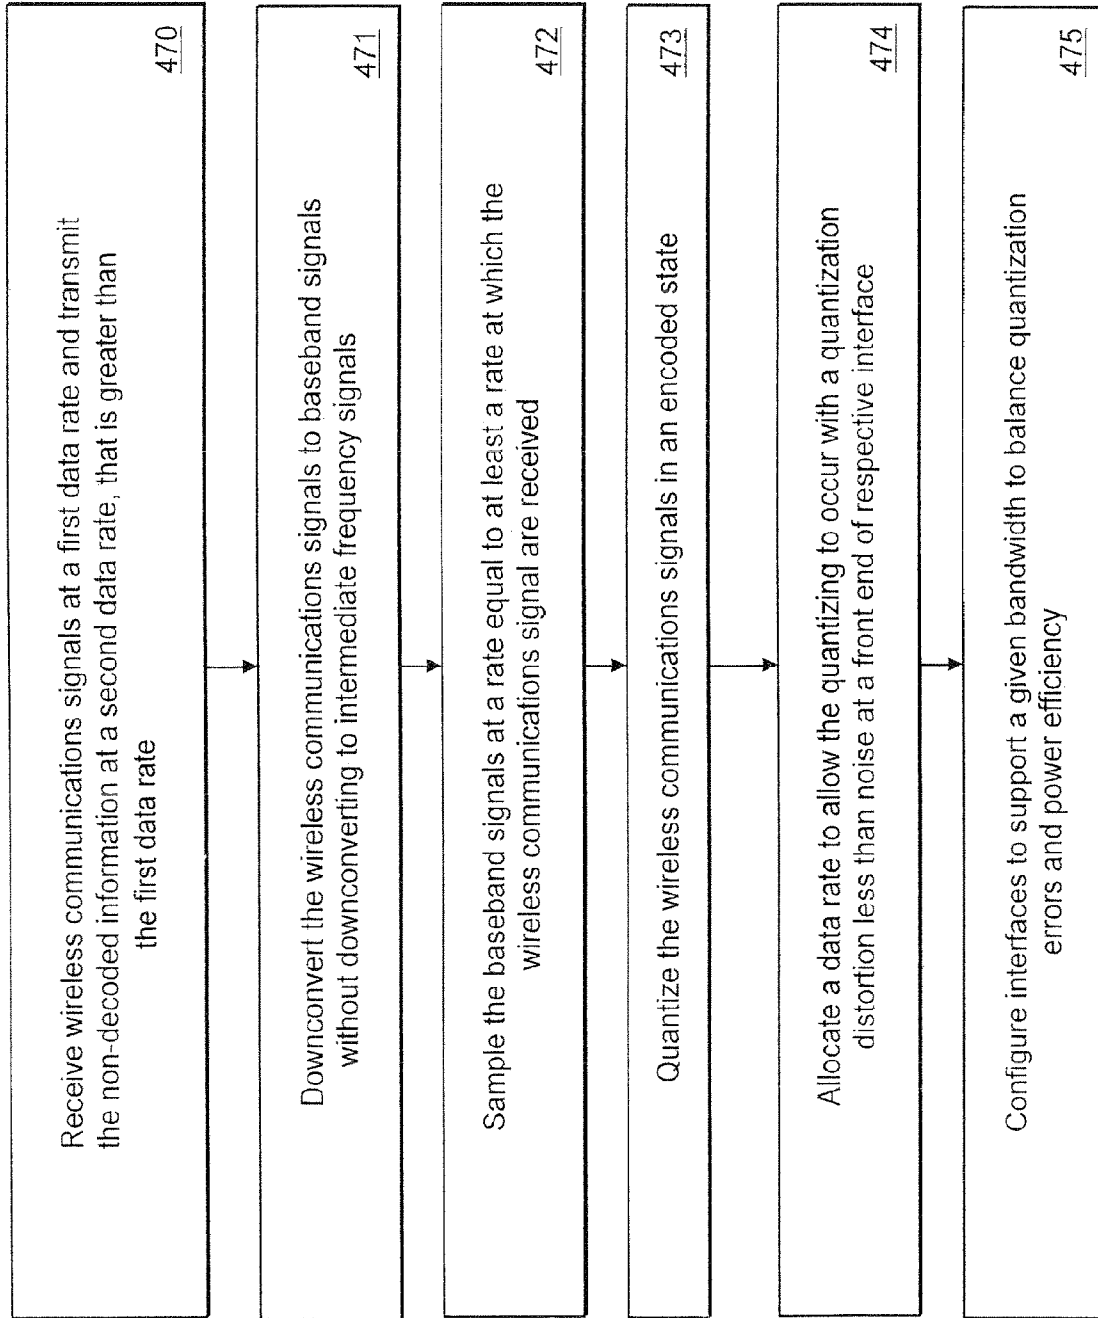 Receive wireless communications signals at a first data rate and transmit
the non-decoded information at a second data rate, that is greater than
the first data rate
470
Downconvert the wireless communications signals to baseband signals
without downconverting to intermediate frequency signals
471
Sample the baseband signals at a rate equal to at least a rate at which the
wireless communications signal are received
472
Quantize the wireless communications signals in an encoded state
473
Allocate a data rate to allow the quantizing to occur with a quantization
distortion less than noise at a front end of respective interface
474
Configure interfaces to support a given bandwidth to balance quantization
errors and power efficiency
475